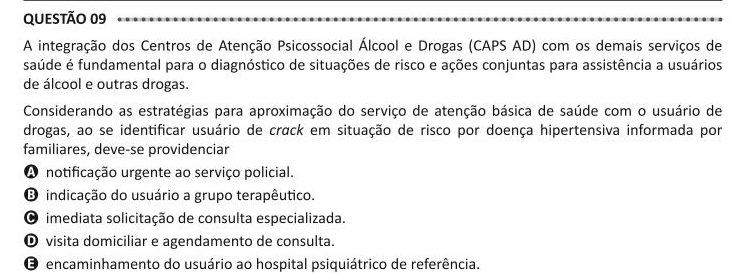 QUESTÃO 09
A integração dos Centros de Atenção Psicossocial Álcool e Drogas (CAPS AD) com os demais serviços de
saúde é fundamental para o diagnóstico de situações de risco e ações conjuntas para assistência a usuários
de álcool e outras drogas.
Considerando as estratégias para aproximação do serviço de atenção básica de saúde com o usuário de
drogas, ao se identificar usuário de crack em situação de risco por doença hipertensiva informada por
familiares, deve-se providenciar
A notificação urgente ao serviço policial.
B indicação do usuário a grupo terapêutico.
C imediata solicitação de consulta especializada.
D visita domiciliar e agendamento de consulta.
E encaminhamento do usuário ao hospital psiquiátrico de referência.